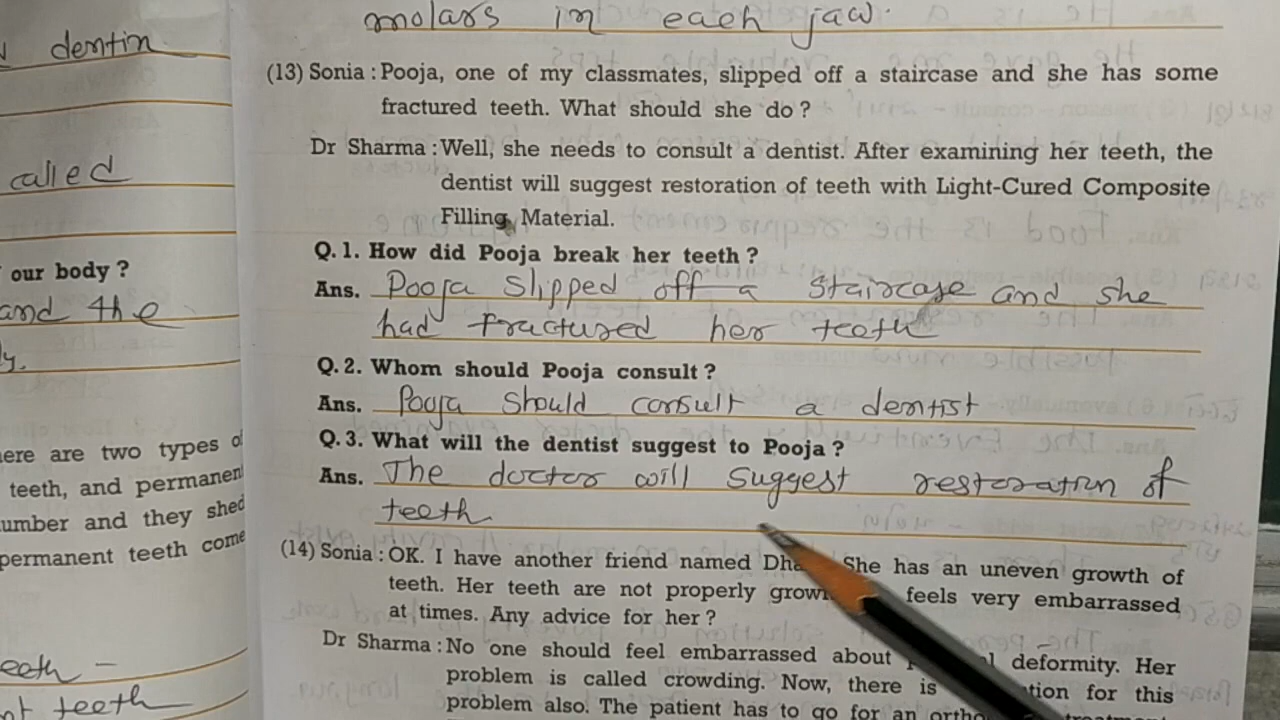 molars in each jaw.
dentin
(13) Sonia : Pooja, one of my classmates, slipped off a staircase and she has some
fractured teeth. What should she do ?
Dr Sharma : Well, she needs to consult a dentist. After examining her teeth, the
dentist will suggest restoration of teeth with Light-Cured Composite
Filling Material.
Q. 1. How did Pooja break her teeth ?
Ans. Pooja slipped off a staircase and she
had fractured her teeth
Q. 2. Whom should Pooja consult ?
Ans. Pooja should consult a dentist
Q. 3. What will the dentist suggest to Pooja ?
Ans. The doctor will suggest restoration of
teeth
(14) Sonia : OK. I have another friend named She has an uneven growth of
teeth. Her teeth are not properly feels very embarrassed
at times. Any advice for her ?
Dr Sharma : No one should feel embarrassed about deformity. Her
problem is called crowding. Now, there is for this
problem also. The patient has to go for an
called
our body ?
and the
ere are two types
teeth, and permanent
umber and they shed
permanent teeth come
teeth